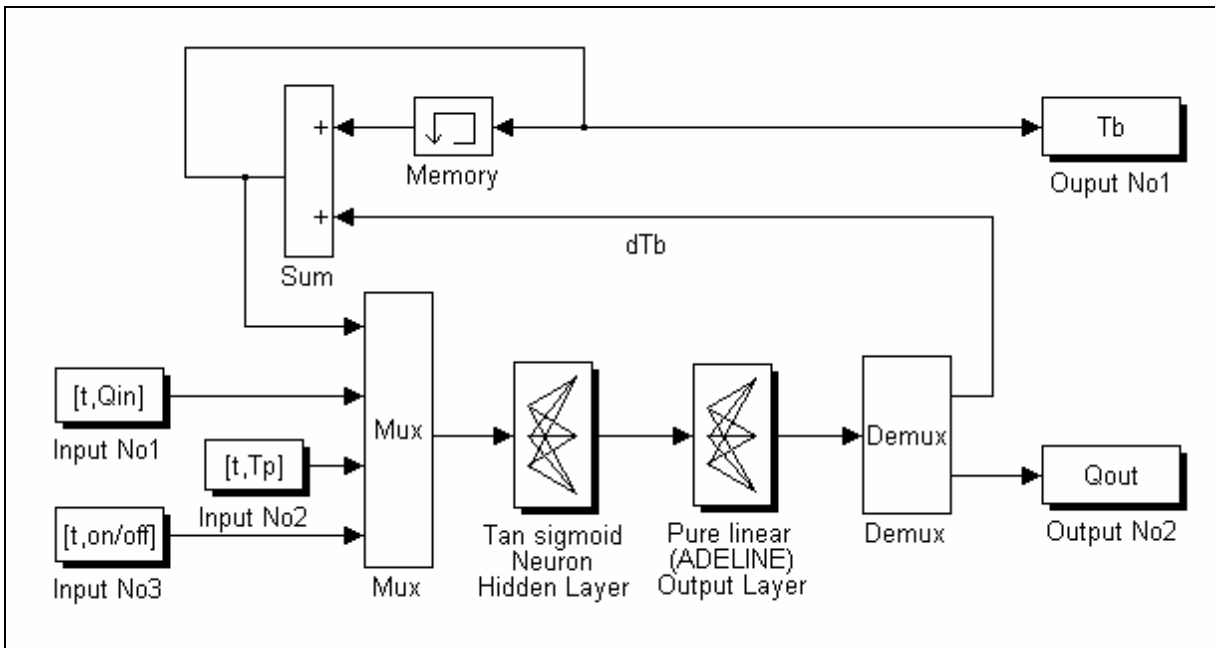 +
Memory
Tb
Ouput No1
+
dTb
Sum
[t,Qin]
Input No1
[t,Tp]
Input No2
[t,on/off]
Input No3
Mux
Mux
Tan sigmoid
Neuron
Hidden Layer
Pure linear
(ADELINE)
Output Layer
Demux
Demux
Qout
Output No2